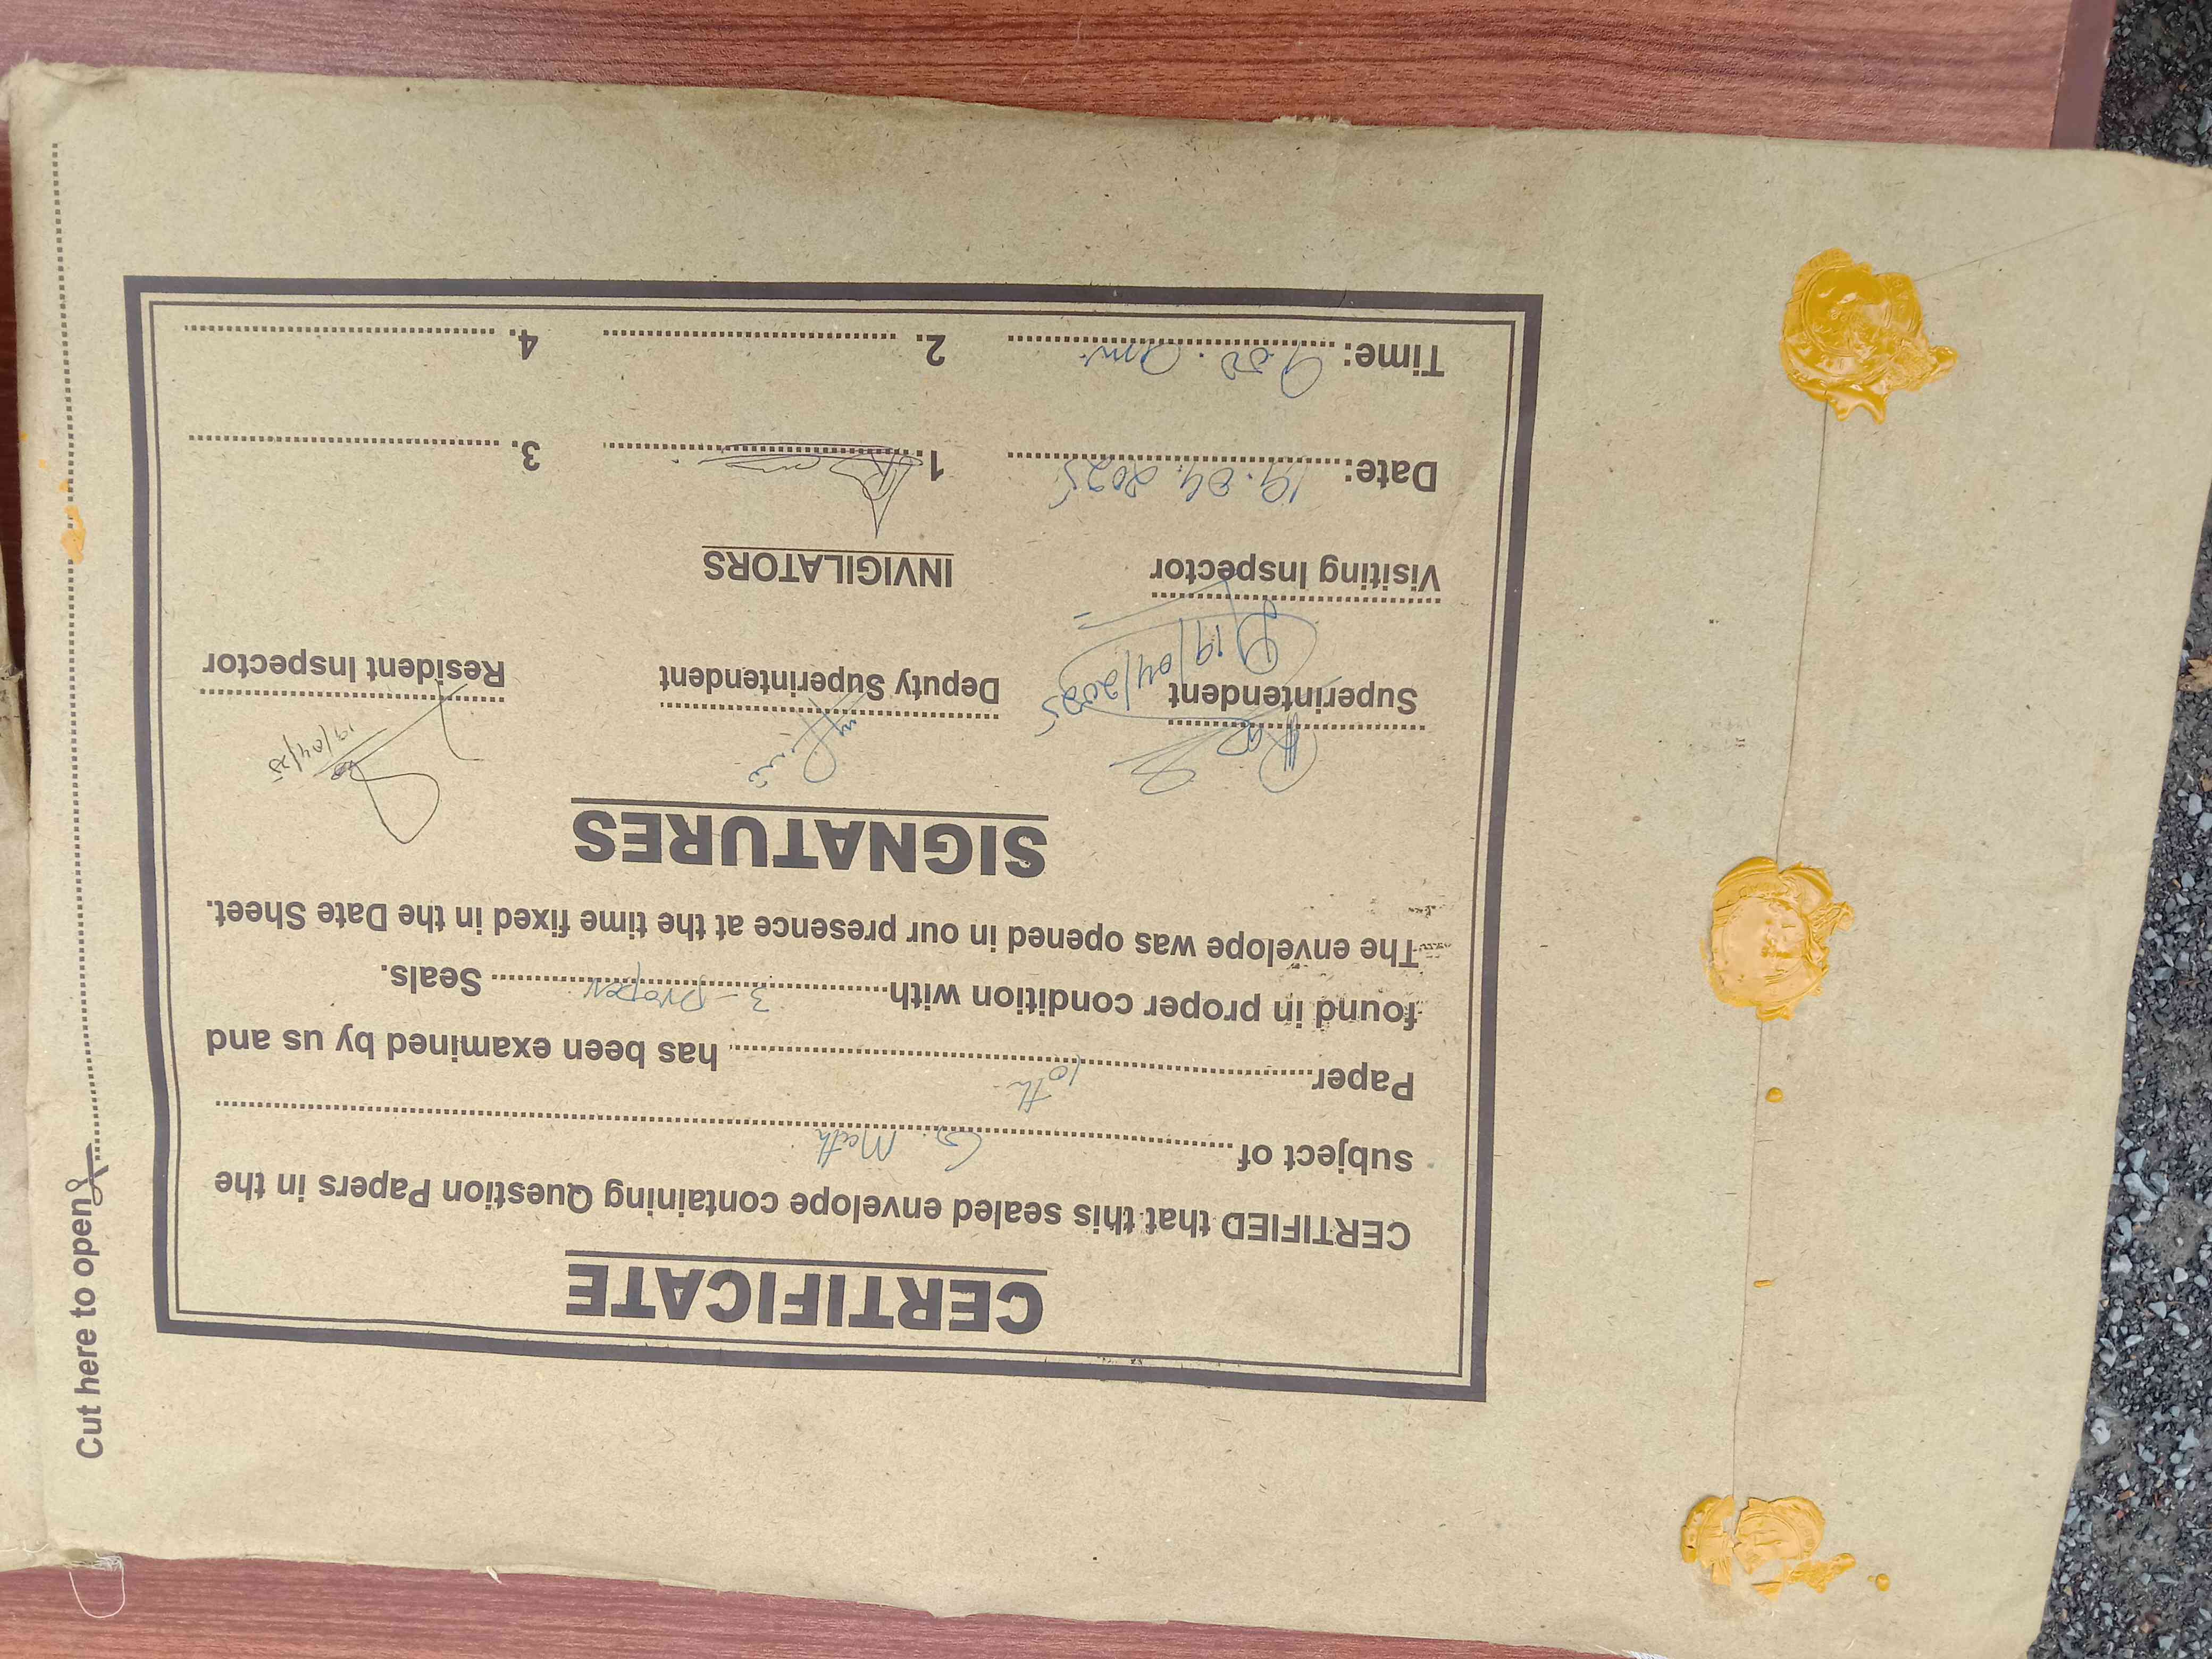 Cut here to open
CERTIFICATE
CERTIFIED that this sealed envelope containing Question Papers in the
subject of G. Math
Paper 10th has been examined by us and
found in proper condition with 3 - proper Seals.
The envelope was opened in our presence at the time fixed in the Date Sheet.
SIGNATURES
19/04/25
Superintendent Deputy Superintendent Resident Inspector
19/04/2025
Visiting Inspector INVIGILATORS
Date: 19.04.2025 1. 3.
Time: 9.00. am. 2. 4.